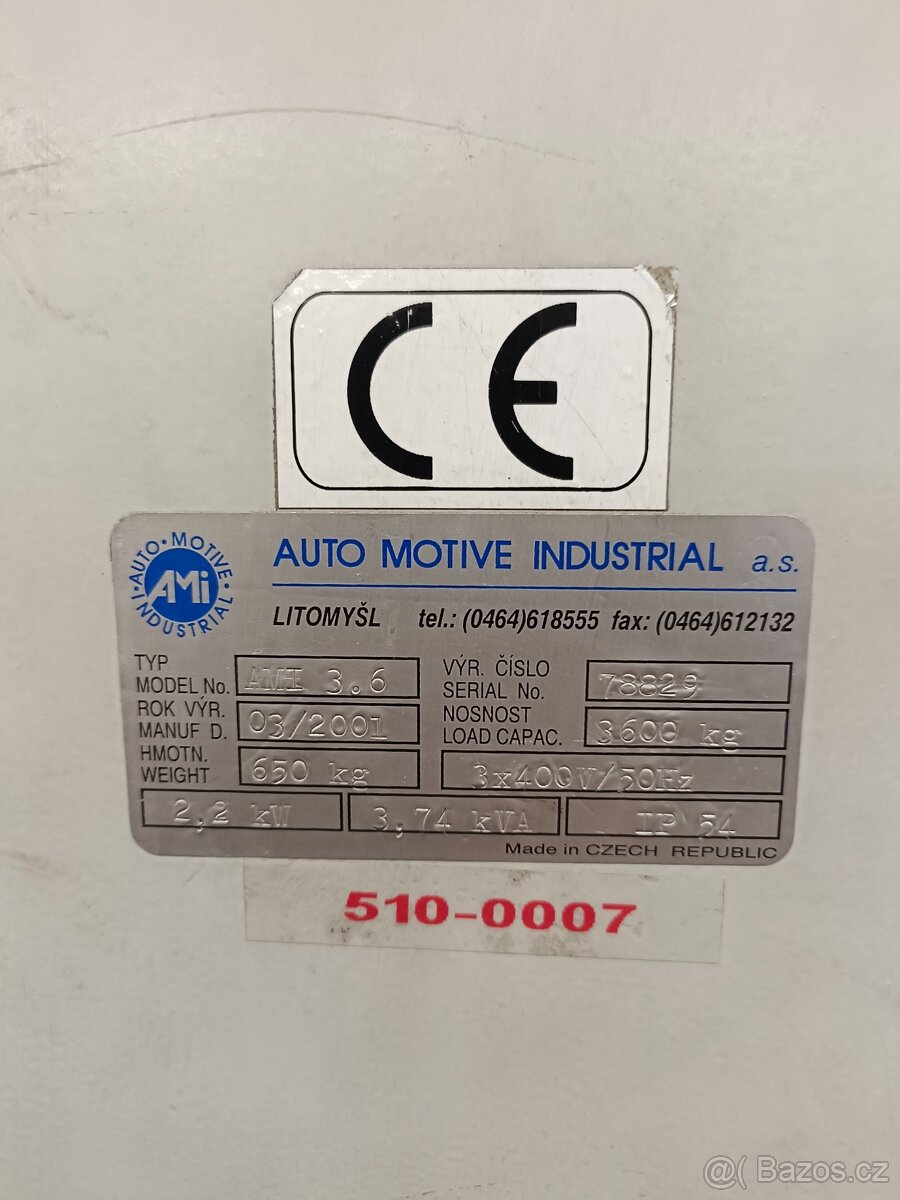 CE
AUTO MOTIVE INDUSTRIAL a.s.
AUTO • MOTIVE • INDUSTRIAL •
AMi
LITOMYŠL tel.: (0464)618555 fax: (0464)612132
TYP
MODEL No. AMI 3.6
VÝR. ČÍSLO
SERIAL No. 78829
ROK VÝR.
MANUF D. 03/2001
NOSNOST
LOAD CAPAC. 3600 kg
HMOTN.
WEIGHT 650 kg
3x400V/50Hz
2,2 kW 3,74 kVA IP 54
Made in CZECH REPUBLIC
510-0007
@( Bazos.cz